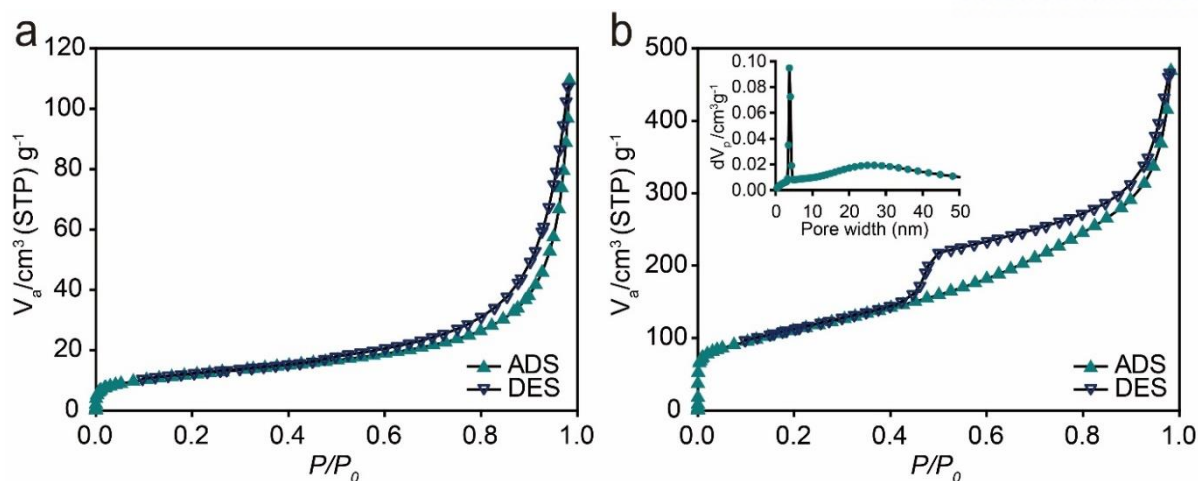 a
120
100
80
60
40
20
0
Vₐ/cm³ (STP) g⁻¹
ADS
DES
0.0 0.2 0.4 0.6 0.8 1.0
P/P₀
b
500
400
300
200
100
0
Vₐ/cm³ (STP) g⁻¹
0.10
0.08
0.06
0.04
0.02
0.00
dVₚ/cm³g⁻¹
0 10 20 30 40 50
Pore width (nm)
ADS
DES
0.0 0.2 0.4 0.6 0.8 1.0
P/P₀